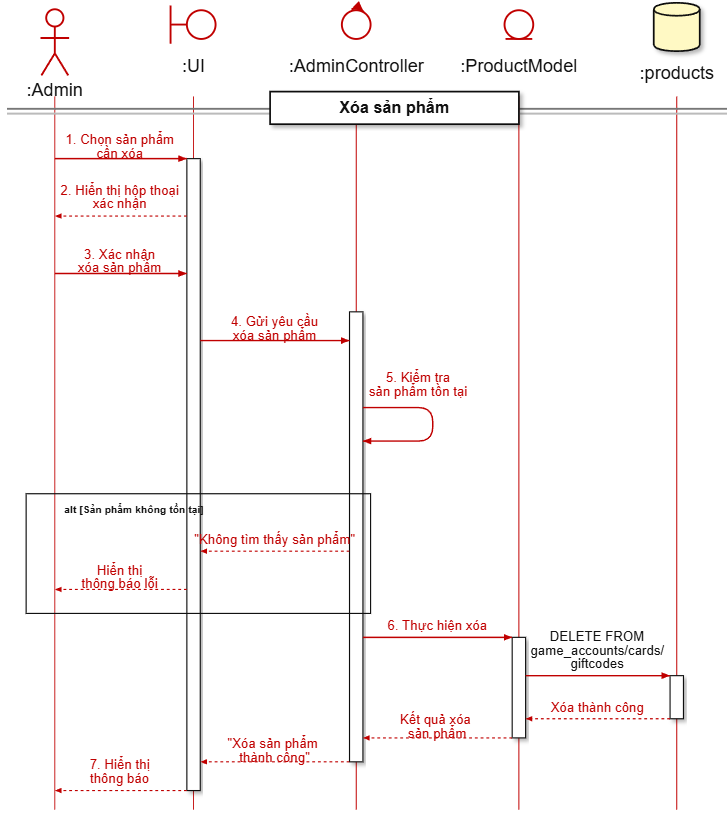 :Admin
:UI
:AdminController
:ProductModel
:products
Xóa sản phẩm
1. Chọn sản phẩm
cần xóa
2. Hiển thị hộp thoại
xác nhận
3. Xác nhận
xóa sản phẩm
4. Gửi yêu cầu
xóa sản phẩm
5. Kiểm tra
sản phẩm tồn tại
alt [Sản phẩm không tồn tại]
"Không tìm thấy sản phẩm"
Hiển thị
thông báo lỗi
6. Thực hiện xóa
DELETE FROM
game_accounts/cards/
giftcodes
Xóa thành công
Kết quả xóa
sản phẩm
"Xóa sản phẩm
thành công"
7. Hiển thị
thông báo